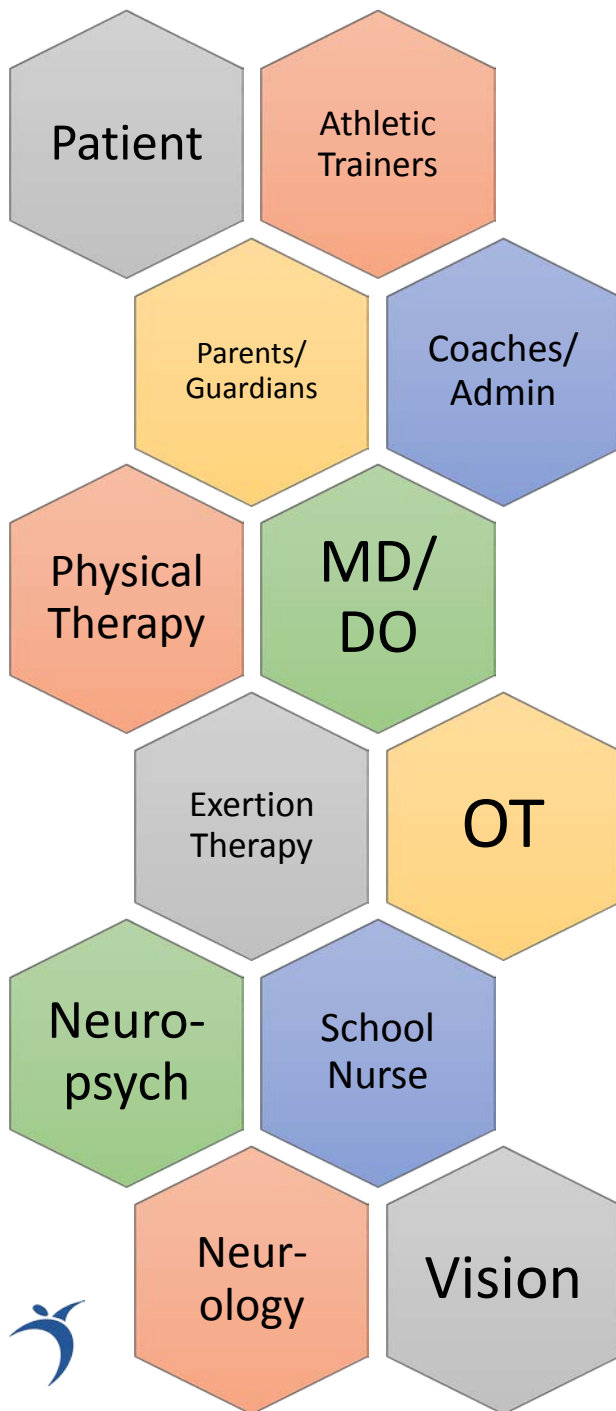 Patient
Athletic
Trainers
Parents/
Guardians
Coaches/
Admin
Physical
Therapy
MD/
DO
Exertion
Therapy
OT
Neuro-
psych
School
Nurse
Neur-
ology
Vision